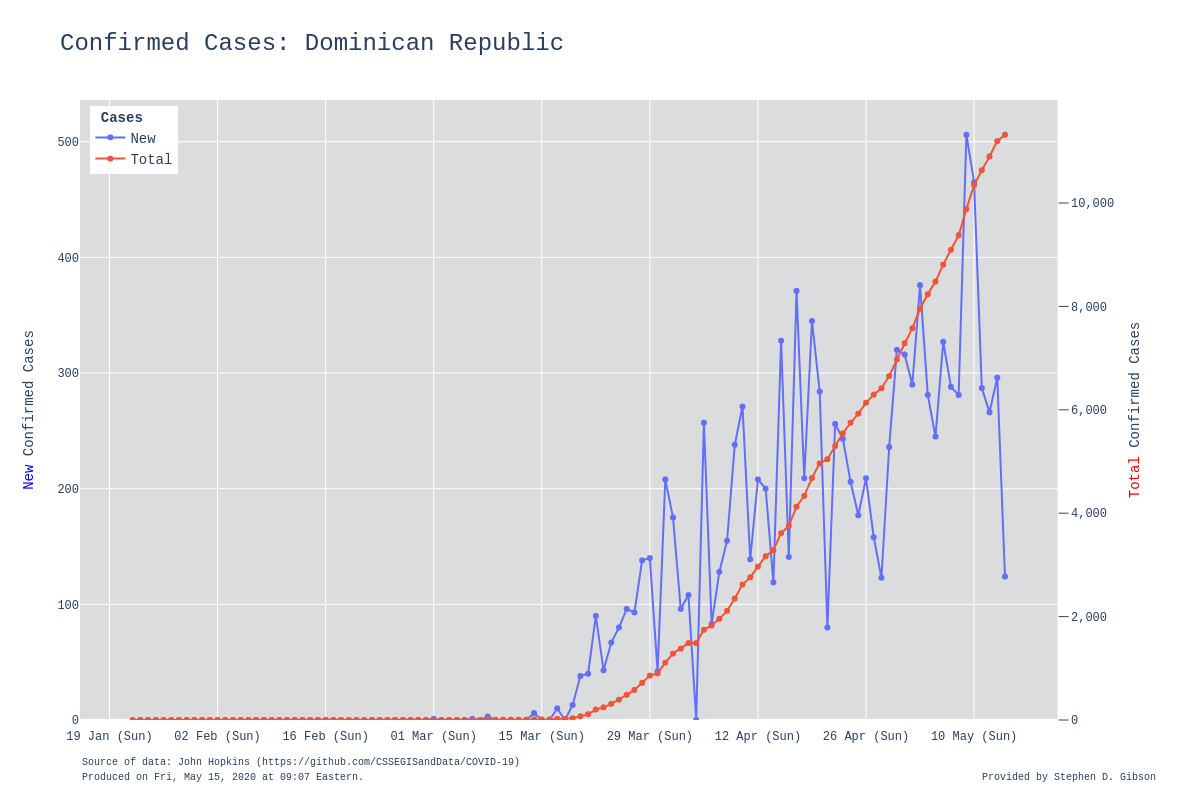 Confirmed Cases: Dominican Republic
Cases
New
Total
500
400
300
200
100
0
New Confirmed Cases
10,000
8,000
6,000
4,000
2,000
0
Total Confirmed Cases
19 Jan (Sun) 02 Feb (Sun) 16 Feb (Sun) 01 Mar (Sun) 15 Mar (Sun) 29 Mar (Sun) 12 Apr (Sun) 26 Apr (Sun) 10 May (Sun)
Source of data: John Hopkins (https://github.com/CSSEGISandData/COVID-19)
Produced on Fri, May 15, 2020 at 09:07 Eastern.
Provided by Stephen D. Gibson